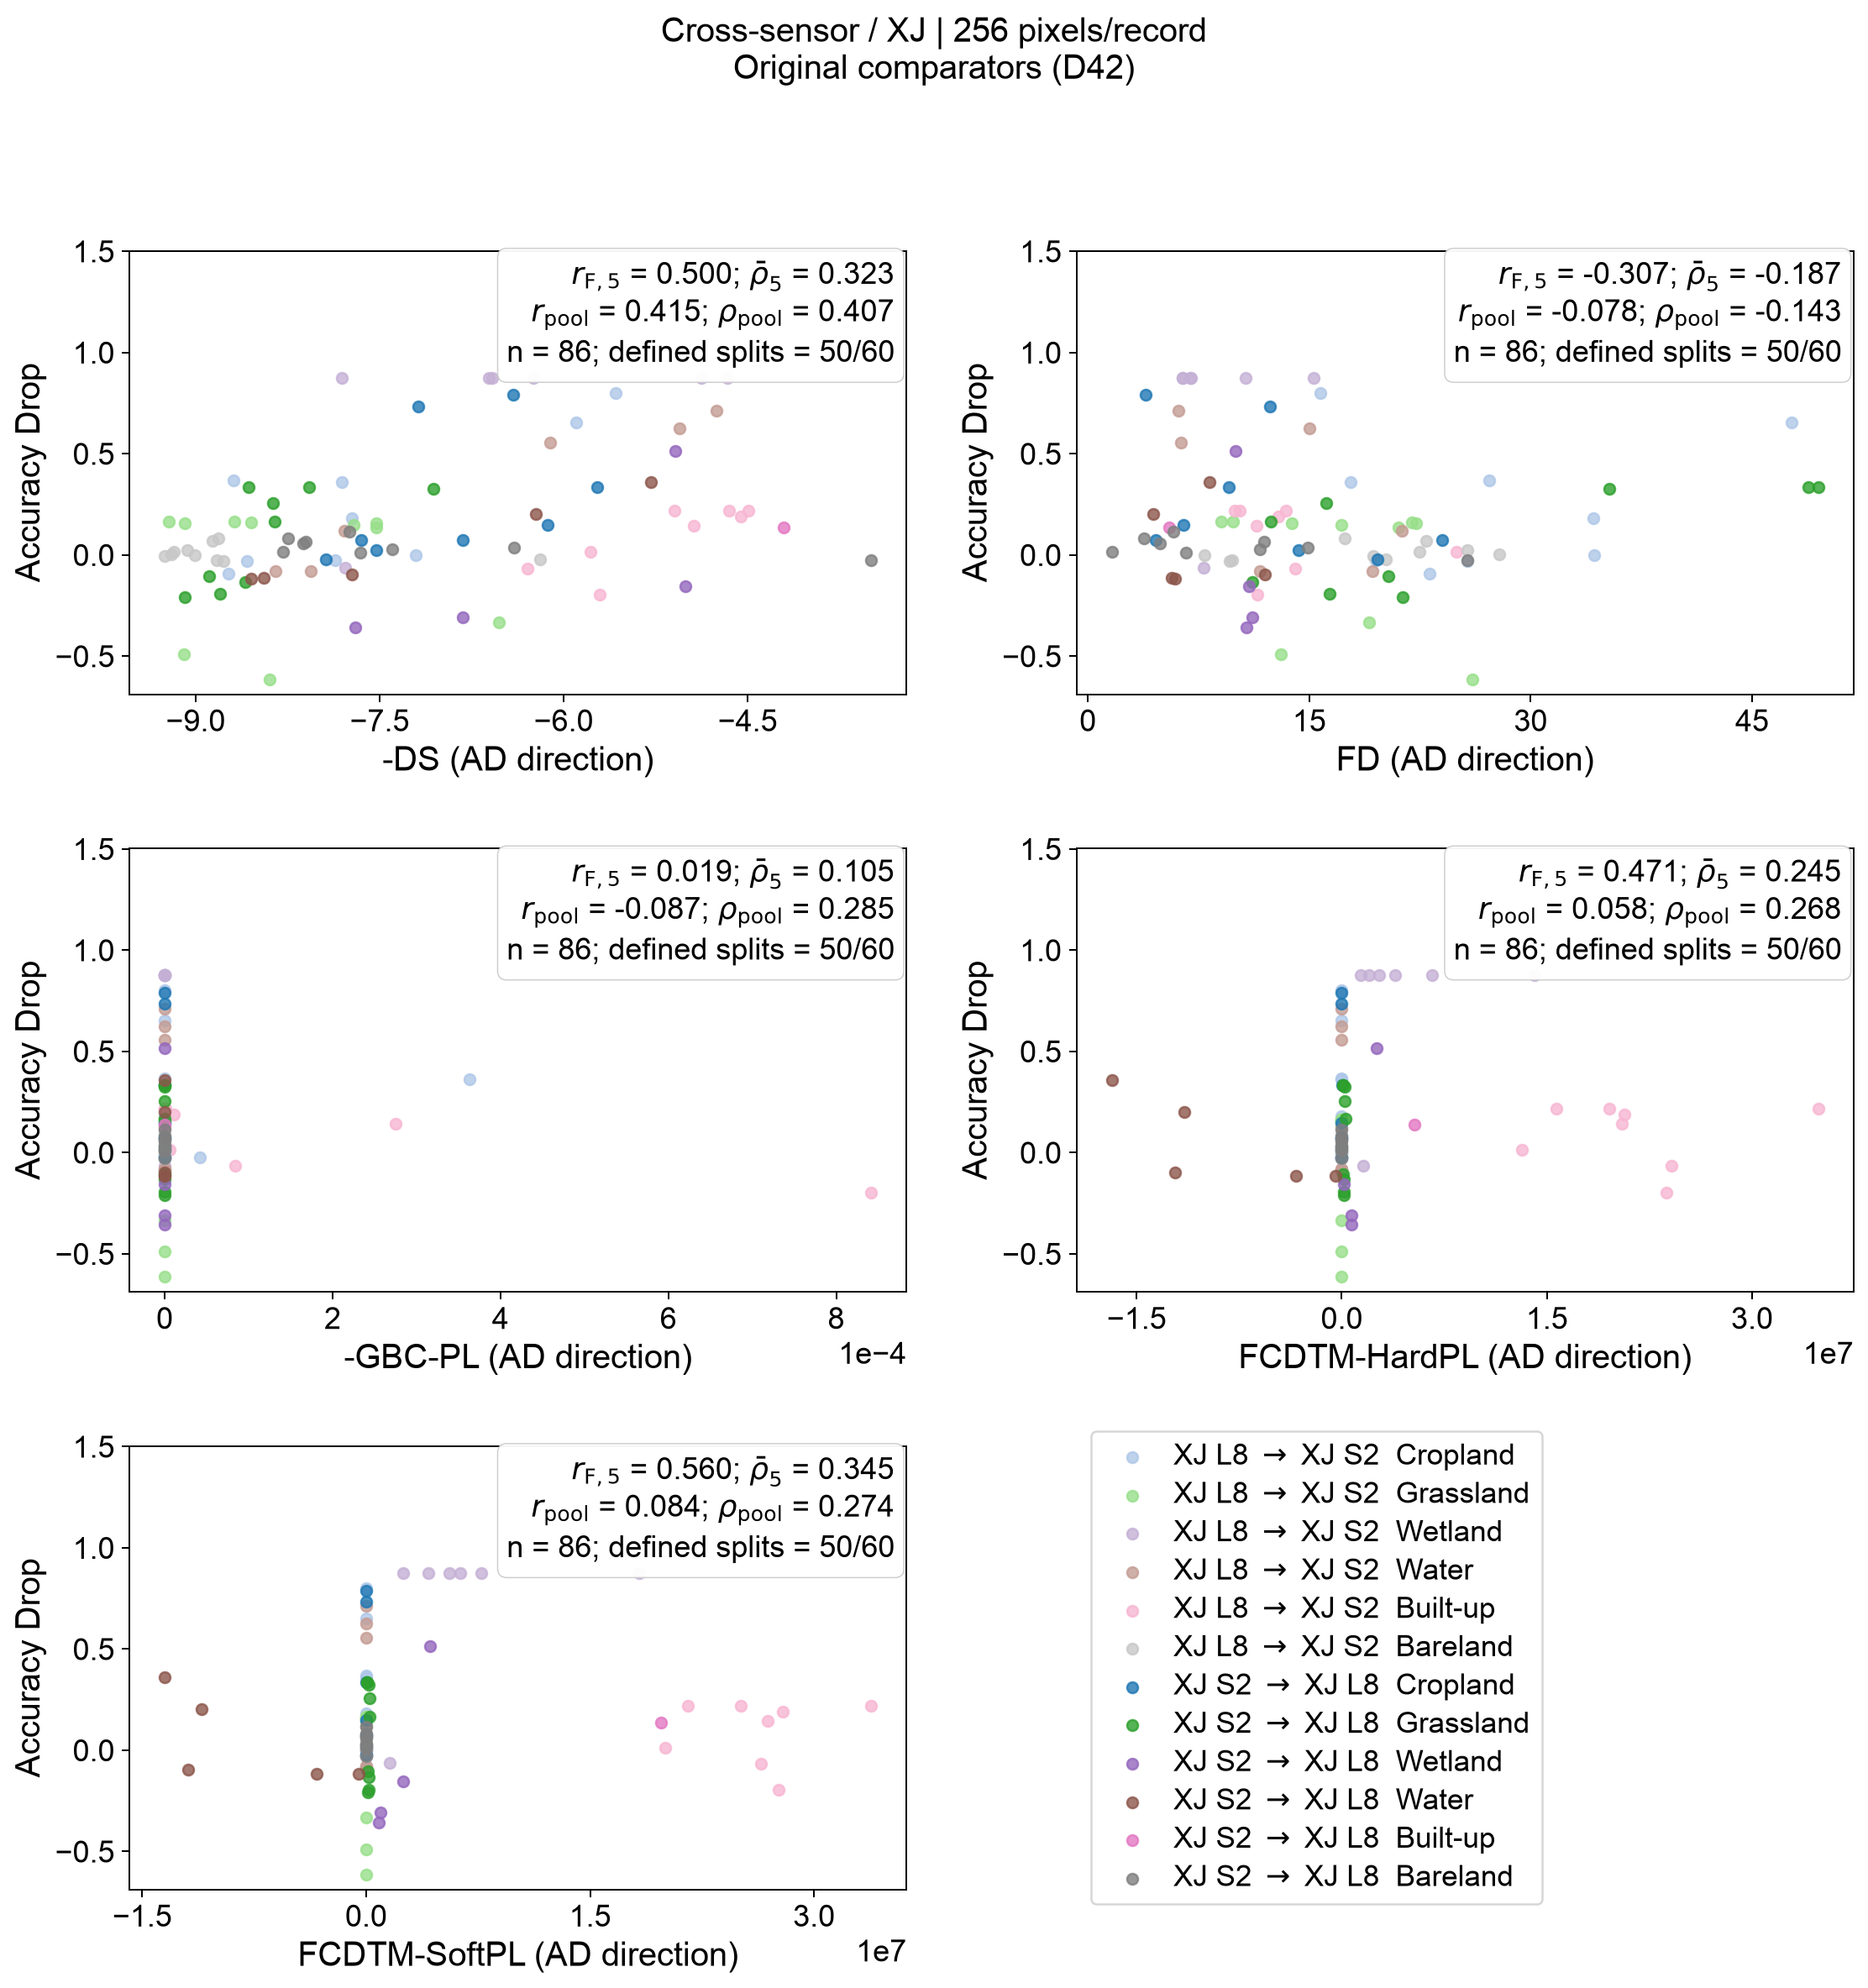 Cross-sensor / XJ | 256 pixels/record
Original comparators (D42)
r_F,5 = 0.500; ρ̄_5 = 0.323
r_pool = 0.415; ρ_pool = 0.407
n = 86; defined splits = 50/60
1.5
1.0
0.5
0.0
−0.5
Accuracy Drop
−9.0 −7.5 −6.0 −4.5
-DS (AD direction)
r_F,5 = -0.307; ρ̄_5 = -0.187
r_pool = -0.078; ρ_pool = -0.143
n = 86; defined splits = 50/60
1.5
1.0
0.5
0.0
−0.5
Accuracy Drop
0 15 30 45
FD (AD direction)
r_F,5 = 0.019; ρ̄_5 = 0.105
r_pool = -0.087; ρ_pool = 0.285
n = 86; defined splits = 50/60
1.5
1.0
0.5
0.0
−0.5
Accuracy Drop
0 2 4 6 8
1e−4
-GBC-PL (AD direction)
r_F,5 = 0.471; ρ̄_5 = 0.245
r_pool = 0.058; ρ_pool = 0.268
n = 86; defined splits = 50/60
1.5
1.0
0.5
0.0
−0.5
Accuracy Drop
−1.5 0.0 1.5 3.0
1e7
FCDTM-HardPL (AD direction)
r_F,5 = 0.560; ρ̄_5 = 0.345
r_pool = 0.084; ρ_pool = 0.274
n = 86; defined splits = 50/60
1.5
1.0
0.5
0.0
−0.5
Accuracy Drop
−1.5 0.0 1.5 3.0
1e7
FCDTM-SoftPL (AD direction)
XJ L8 → XJ S2 Cropland
XJ L8 → XJ S2 Grassland
XJ L8 → XJ S2 Wetland
XJ L8 → XJ S2 Water
XJ L8 → XJ S2 Built-up
XJ L8 → XJ S2 Bareland
XJ S2 → XJ L8 Cropland
XJ S2 → XJ L8 Grassland
XJ S2 → XJ L8 Wetland
XJ S2 → XJ L8 Water
XJ S2 → XJ L8 Built-up
XJ S2 → XJ L8 Bareland